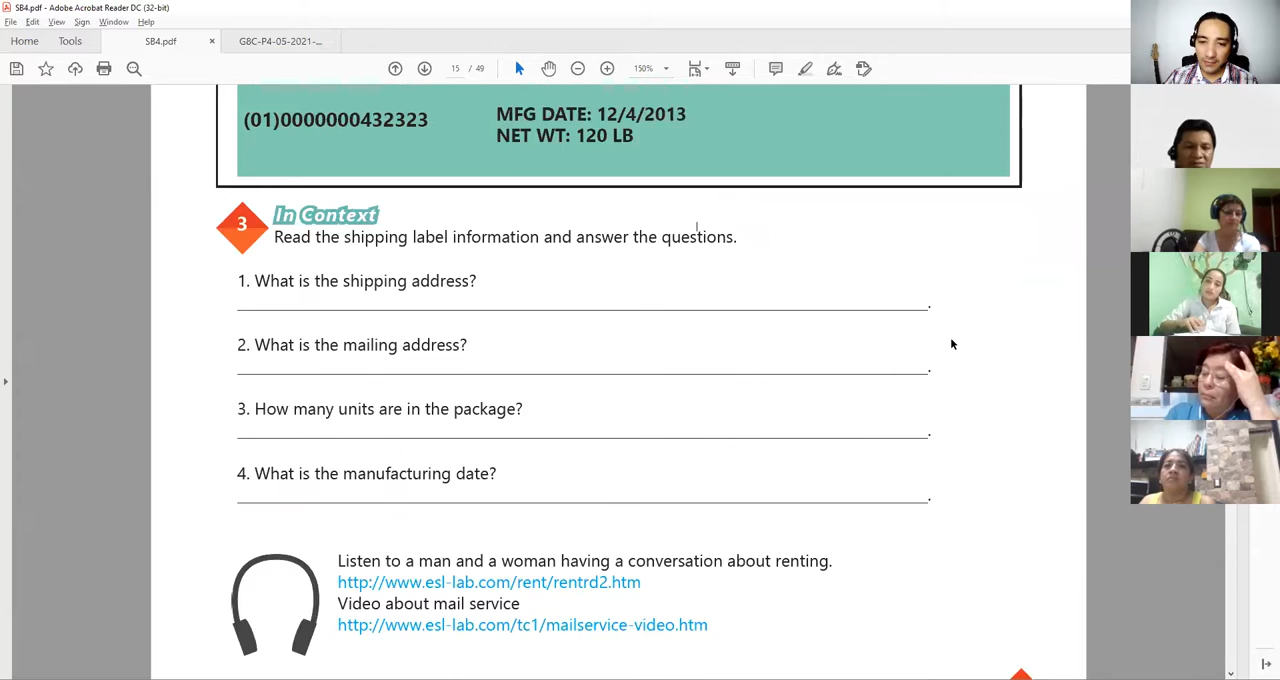 SB4.pdf - Adobe Acrobat Reader DC (32-bit)
File Edit View Sign Window Help
Home Tools SB4.pdf × GBC-P4-05-2021-...
15 / 49 150%
(01)0000000432323
MFG DATE: 12/4/2013
NET WT: 120 LB
3 In Context
Read the shipping label information and answer the questions.
1. What is the shipping address?
2. What is the mailing address?
3. How many units are in the package?
4. What is the manufacturing date?
Listen to a man and a woman having a conversation about renting.
http://www.esl-lab.com/rent/rentrd2.htm
Video about mail service
http://www.esl-lab.com/tc1/mailservice-video.htm